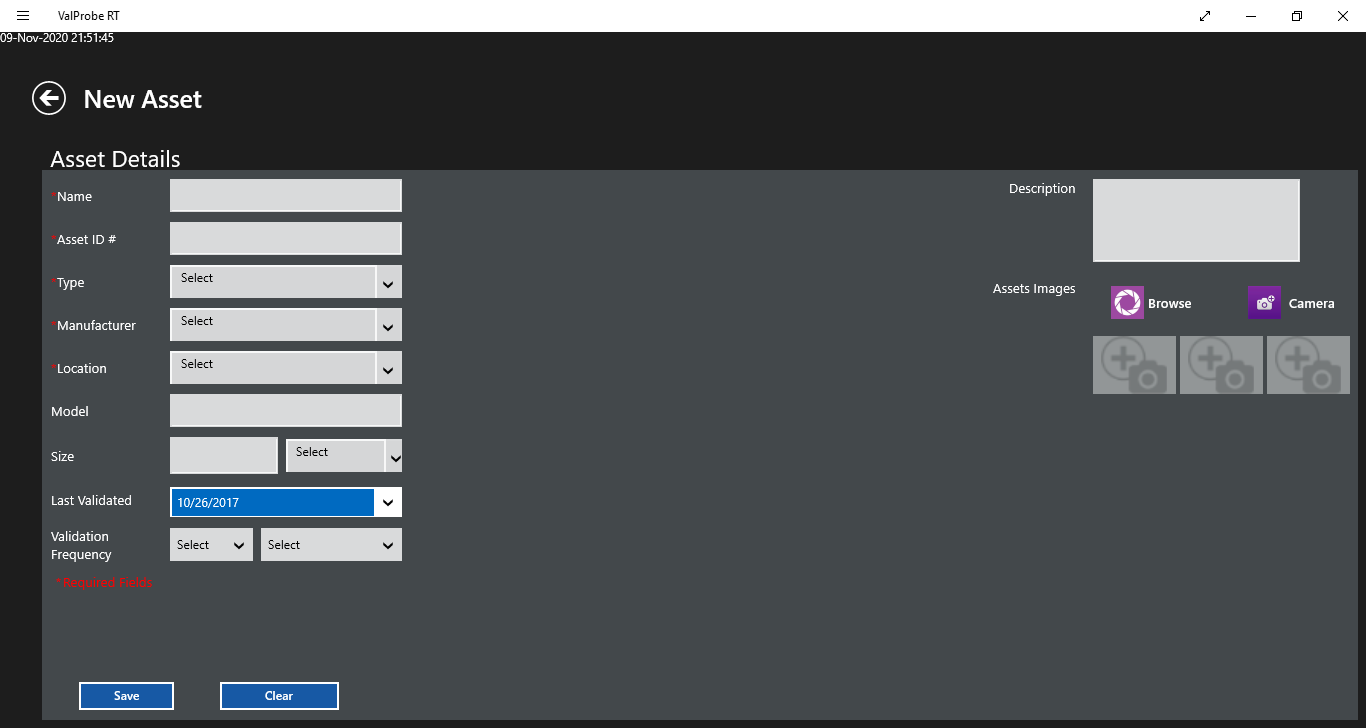 ValProbe RT
09-Nov-2020 21:51:45
New Asset
Asset Details
*Name
*Asset ID #
*Type
Select
*Manufacturer
Select
*Location
Select
Model
Size
Select
Last Validated
10/26/2017
Validation
Frequency
Select
Select
*Required Fields
Save
Clear
Description
Assets Images
Browse
Camera